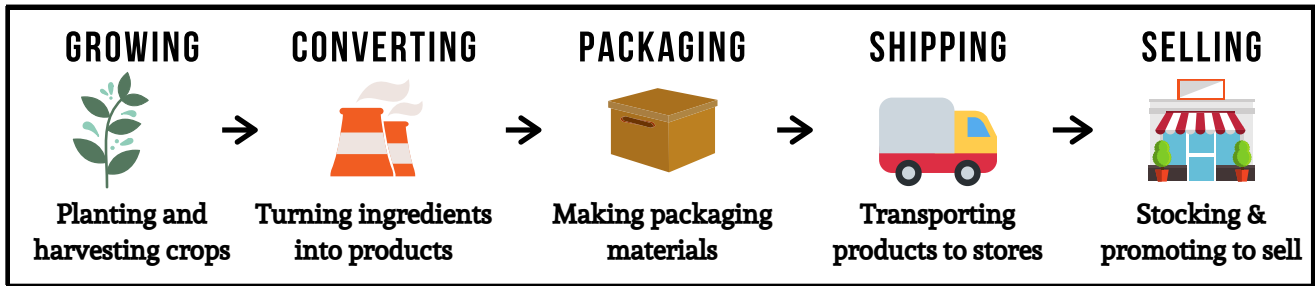 GROWING
CONVERTING
PACKAGING
SHIPPING
SELLING
Planting and
harvesting crops
Turning ingredients
into products
Making packaging
materials
Transporting
products to stores
Stocking &
promoting to sell